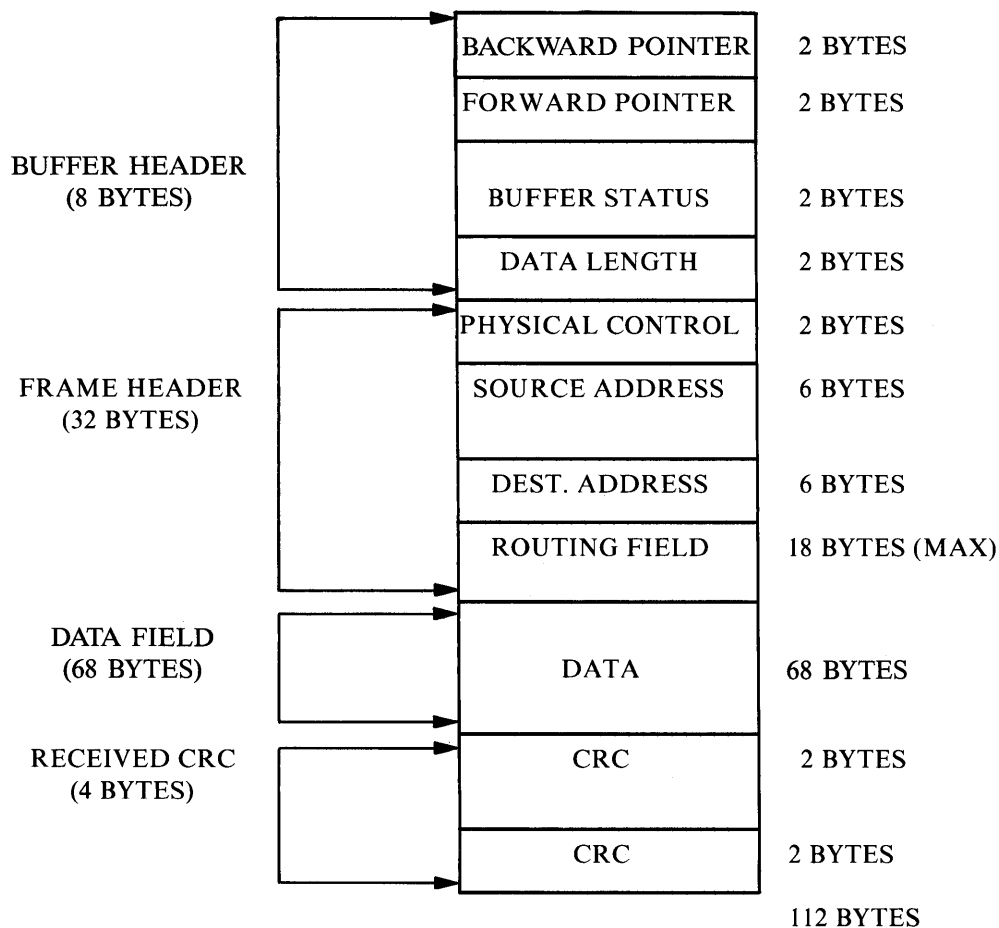 BACKWARD POINTER 2 BYTES
FORWARD POINTER 2 BYTES
BUFFER HEADER
(8 BYTES)
BUFFER STATUS 2 BYTES
DATA LENGTH 2 BYTES
PHYSICAL CONTROL 2 BYTES
FRAME HEADER
(32 BYTES)
SOURCE ADDRESS 6 BYTES
DEST. ADDRESS 6 BYTES
ROUTING FIELD 18 BYTES (MAX)
DATA FIELD
(68 BYTES)
DATA 68 BYTES
RECEIVED CRC
(4 BYTES)
CRC 2 BYTES
CRC 2 BYTES
112 BYTES